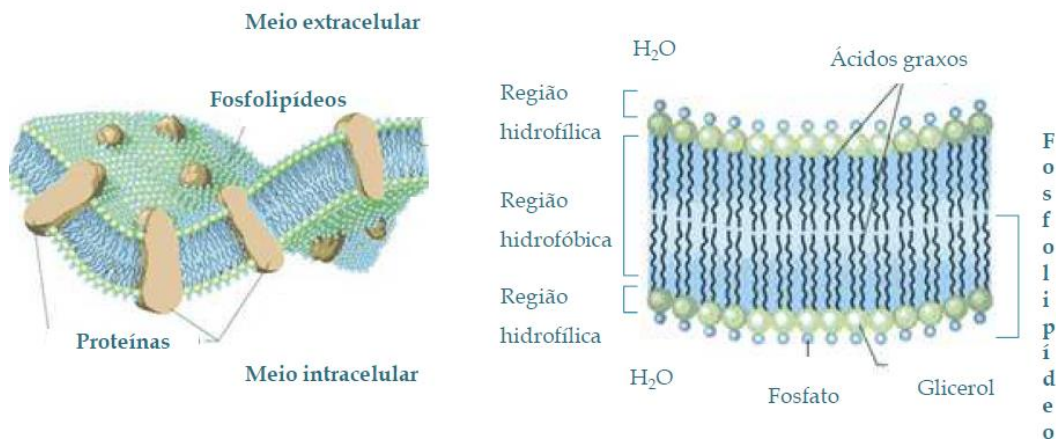 Meio extracelular
Fosfolipídeos
Proteínas
Meio intracelular
H₂O
Ácidos graxos
Região
hidrofílica
Região
hidrofóbica
Região
hidrofílica
H₂O
Fosfato
Glicerol
F
o
s
f
o
l
i
p
í
d
e
o